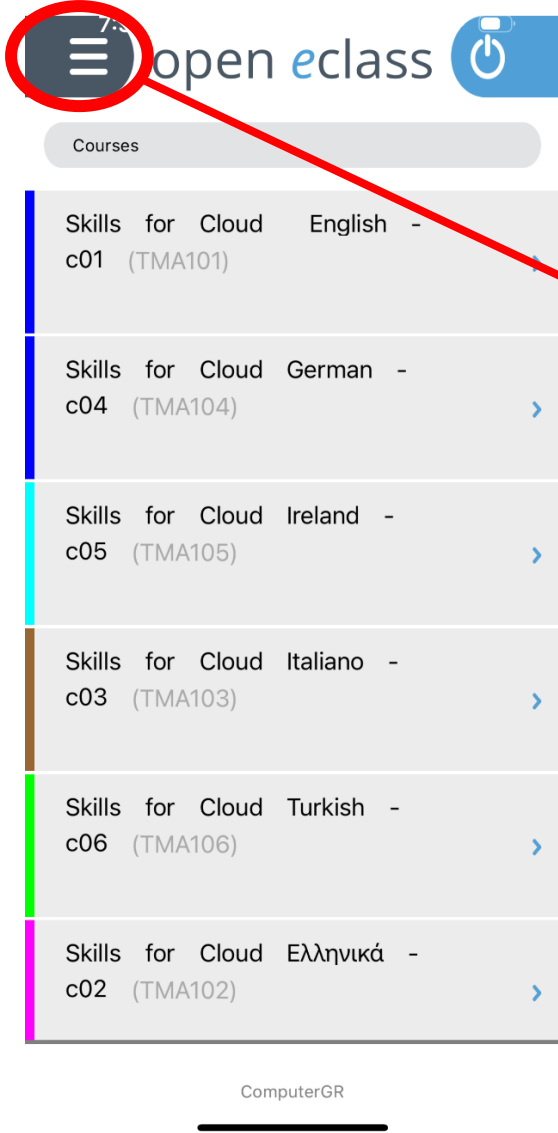 open eclass
Courses
Skills for Cloud English -
c01 (TMA101)
Skills for Cloud German -
c04 (TMA104)
Skills for Cloud Ireland -
c05 (TMA105)
Skills for Cloud Italiano -
c03 (TMA103)
Skills for Cloud Turkish -
c06 (TMA106)
Skills for Cloud Ελληνικά -
c02 (TMA102)
ComputerGR